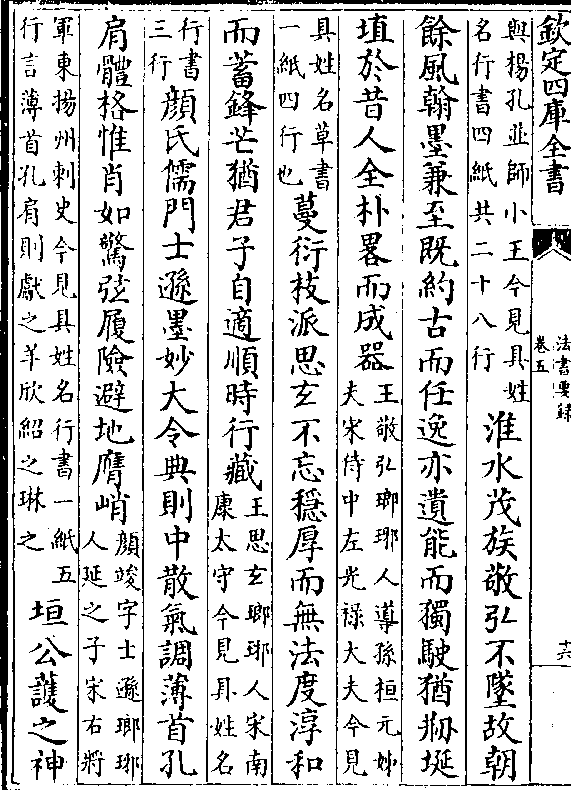 欽定四庫全書
法書要録
卷五
十六
與楊孔並師小王今見具姓
名行書四紙共二十八行
淮水茂族敬弘不墜故朝
餘風翰墨兼至既約古而任逸亦遺能而獨駛猶埏
埴於昔人全朴畧而成器
王敬弘瑯琊人導孫桓元姊
夫宋侍中左光禄大夫今見
具姓名草書
一紙四行也
蔓衍枝派思玄不忘穩厚而無法度淳和
而蓄鋒芒猶君子自適順時行藏
王思玄瑯琊人宋南
康太守今見具姓名
行書
三行
顔氏儒門士遜墨妙大令典則中散氣調薄首孔
肩體格惟肖如驚弦履險避地膺峭
顔竣字士遜瑯琊
人延之子宋右將
軍東揚州刺史今見具姓名行書一紙五
行言薄首孔肩則獻之羊欣紹之琳之
垣公護之神